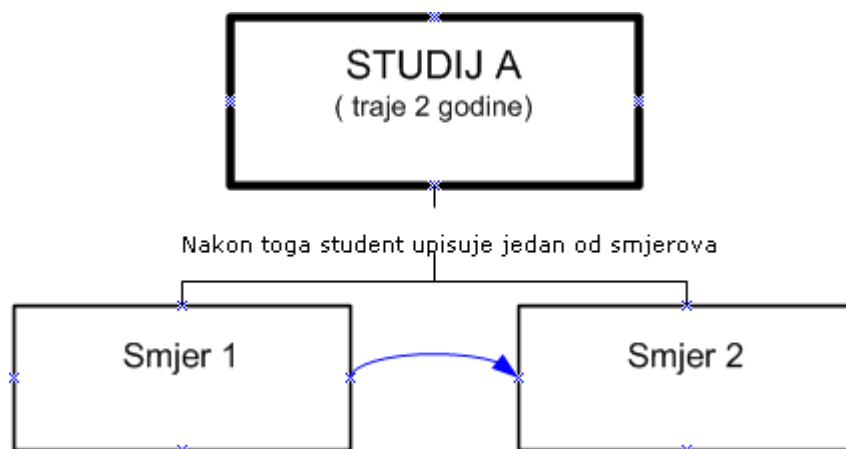 STUDIJ A
( traje 2 godine)
Nakon toga student upisuje jedan od smjerova
Smjer 1
Smjer 2